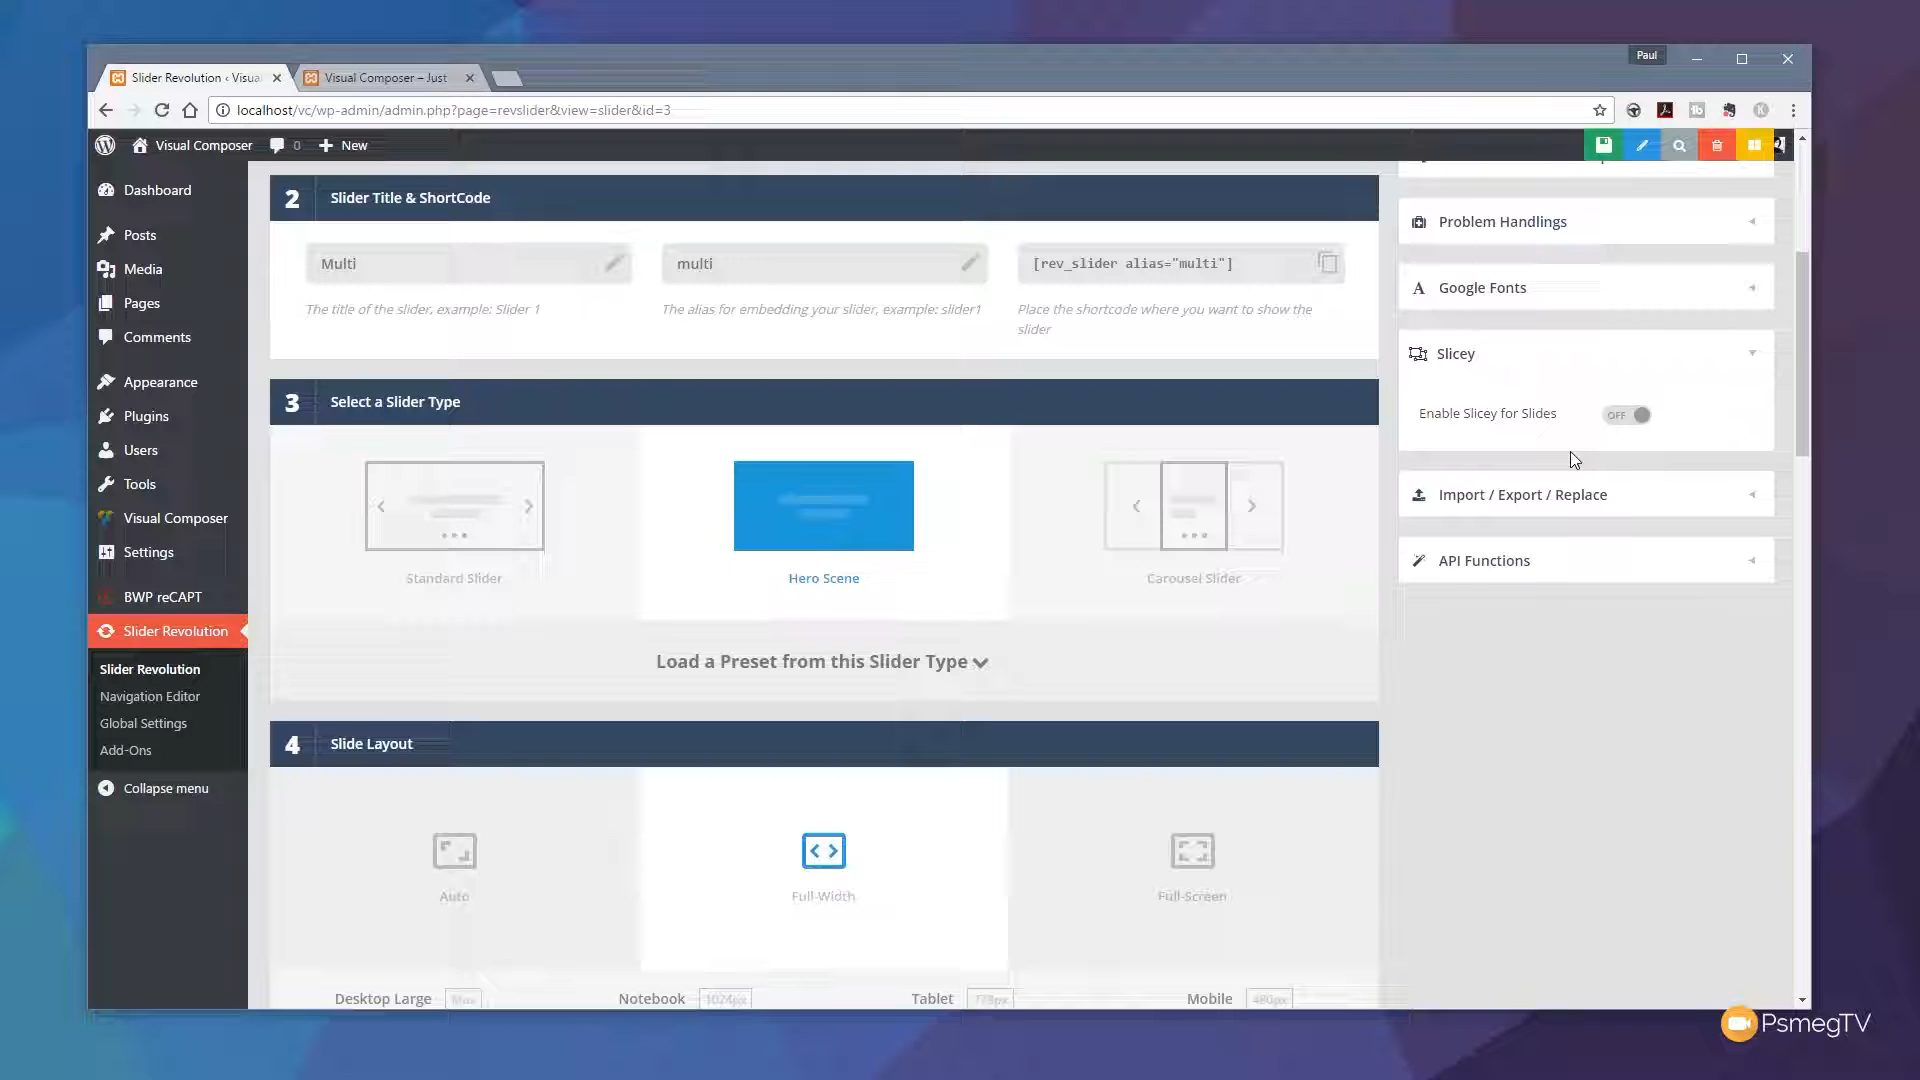 Paul
Slider Revolution ‹ Visua
Visual Composer – Just
localhost/vc/wp-admin/admin.php?page=revslider&view=slider&id=3
Visual Composer
0
New
Dashboard
Posts
Media
Pages
Comments
Appearance
Plugins
Users
Tools
Visual Composer
Settings
BWP reCAPT
Slider Revolution
Slider Revolution
Navigation Editor
Global Settings
Add-Ons
Collapse menu
2 Slider Title & ShortCode
Multi
multi
[rev_slider alias="multi"]
The title of the slider, example: Slider 1
The alias for embedding your slider, example: slider1
Place the shortcode where you want to show the
slider
3 Select a Slider Type
Standard Slider
Hero Scene
Carousel Slider
Load a Preset from this Slider Type
4 Slide Layout
Auto
Full-Width
Full-Screen
Desktop Large Max
Notebook 1024px
Tablet 778px
Mobile 480px
Problem Handlings
Google Fonts
Slicey
Enable Slicey for Slides OFF
Import / Export / Replace
API Functions
PsmegTV